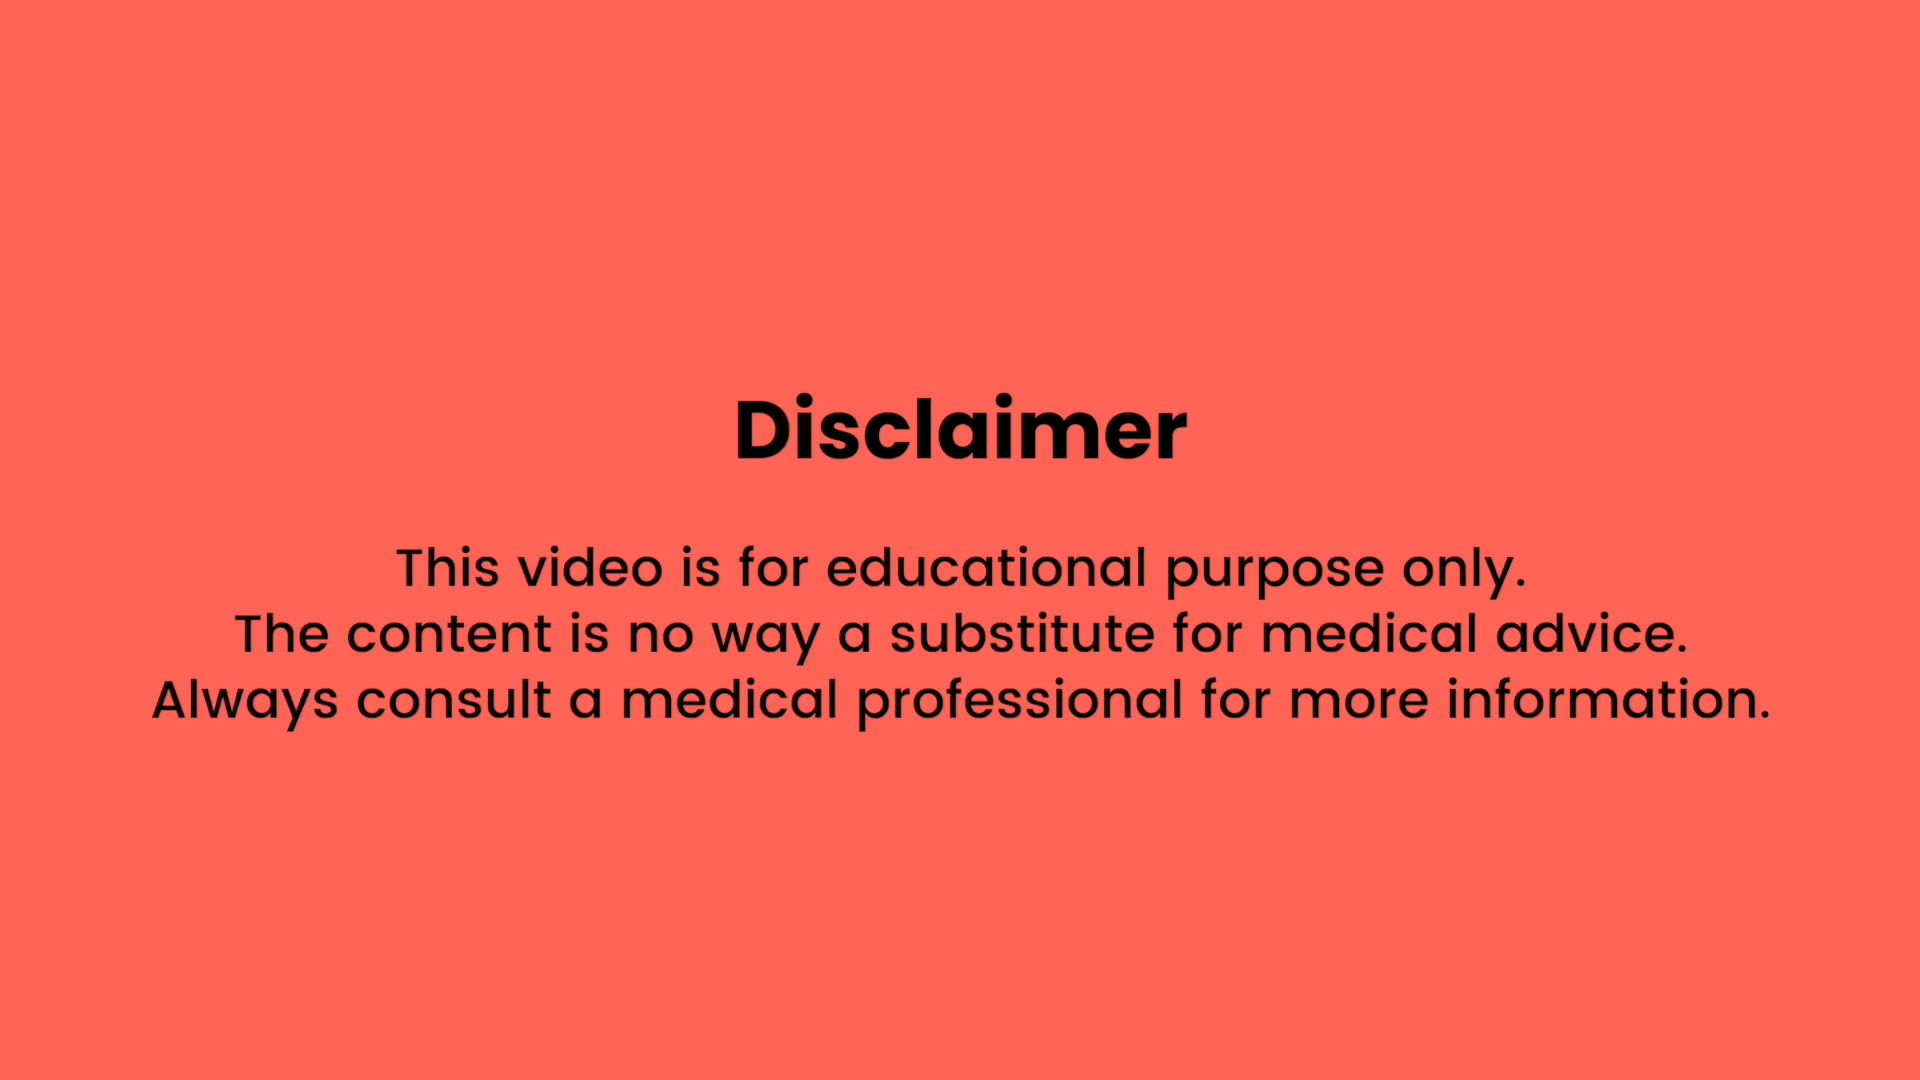 Disclaimer
This video is for educational purpose only.
The content is no way a substitute for medical advice.
Always consult a medical professional for more information.